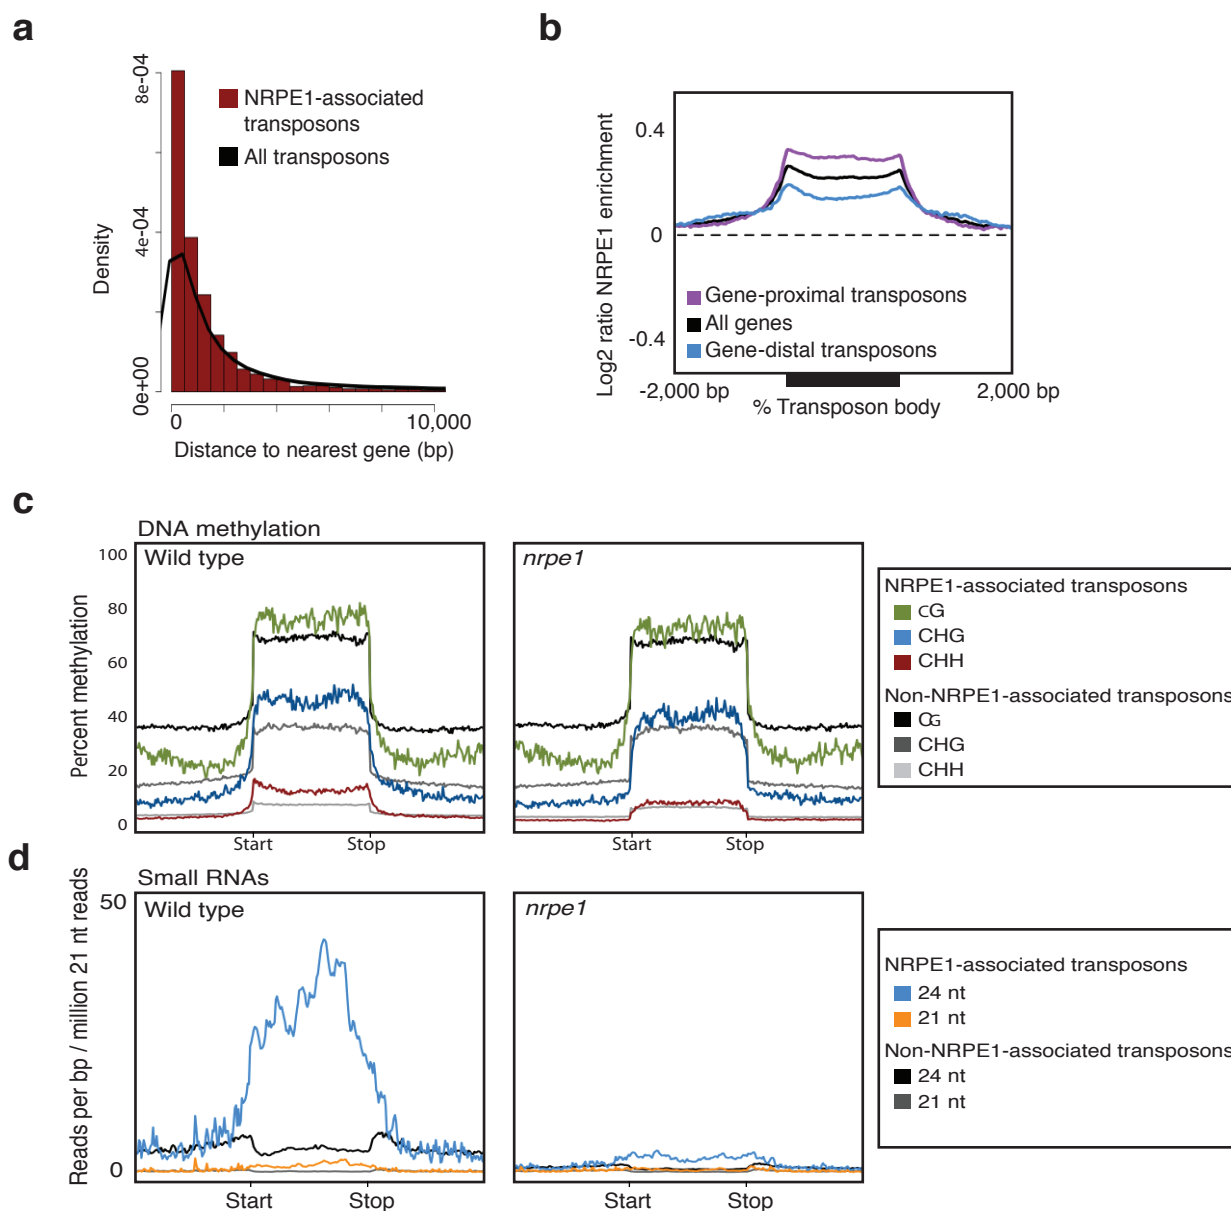 a
8e-04
4e-04
0e+00
Density
NRPE1-associated
transposons
All transposons
0
10,000
Distance to nearest gene (bp)
b
0.4
0
-0.4
Log2 ratio NRPE1 enrichment
Gene-proximal transposons
All genes
Gene-distal transposons
-2,000 bp
2,000 bp
% Transposon body
c
DNA methylation
Wild type
nrpe1
100
80
60
40
20
0
Percent methylation
Start
Stop
Start
Stop
NRPE1-associated transposons
CG
CHG
CHH
Non-NRPE1-associated transposons
CG
CHG
CHH
d
Small RNAs
Wild type
nrpe1
50
0
Reads per bp / million 21 nt reads
Start
Stop
Start
Stop
NRPE1-associated transposons
24 nt
21 nt
Non-NRPE1-associated transposons
24 nt
21 nt